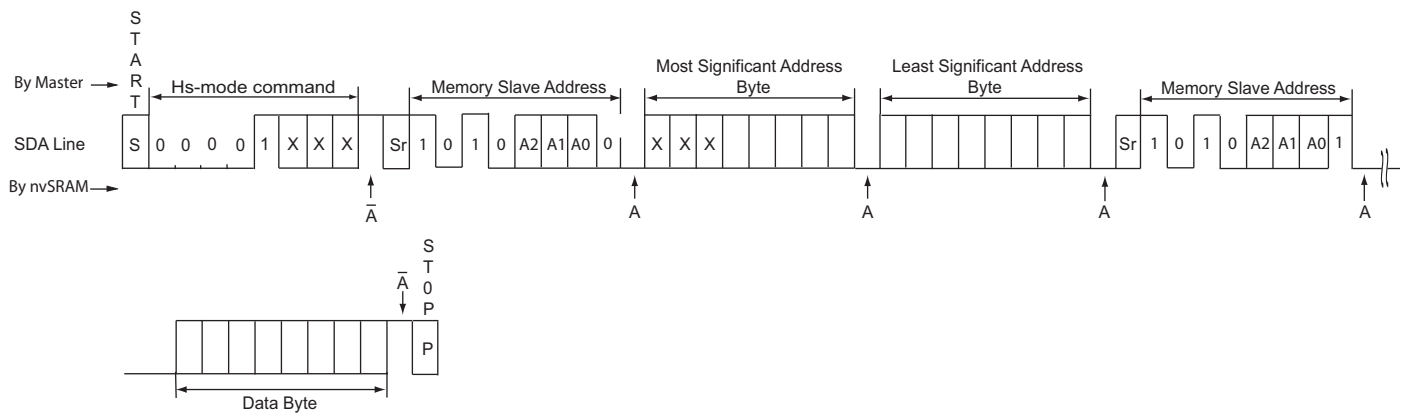 START
By Master
Hs-mode command
Memory Slave Address
Most Significant Address
Byte
Least Significant Address
Byte
Memory Slave Address
SDA Line
S 0 0 0 0 1 X X X Sr 1 0 1 0 A2 A1 A0 0 X X X Sr 1 0 1 0 A2 A1 A0 1
By nvSRAM
A̅ A A A A
A̅
ST0P
P
Data Byte